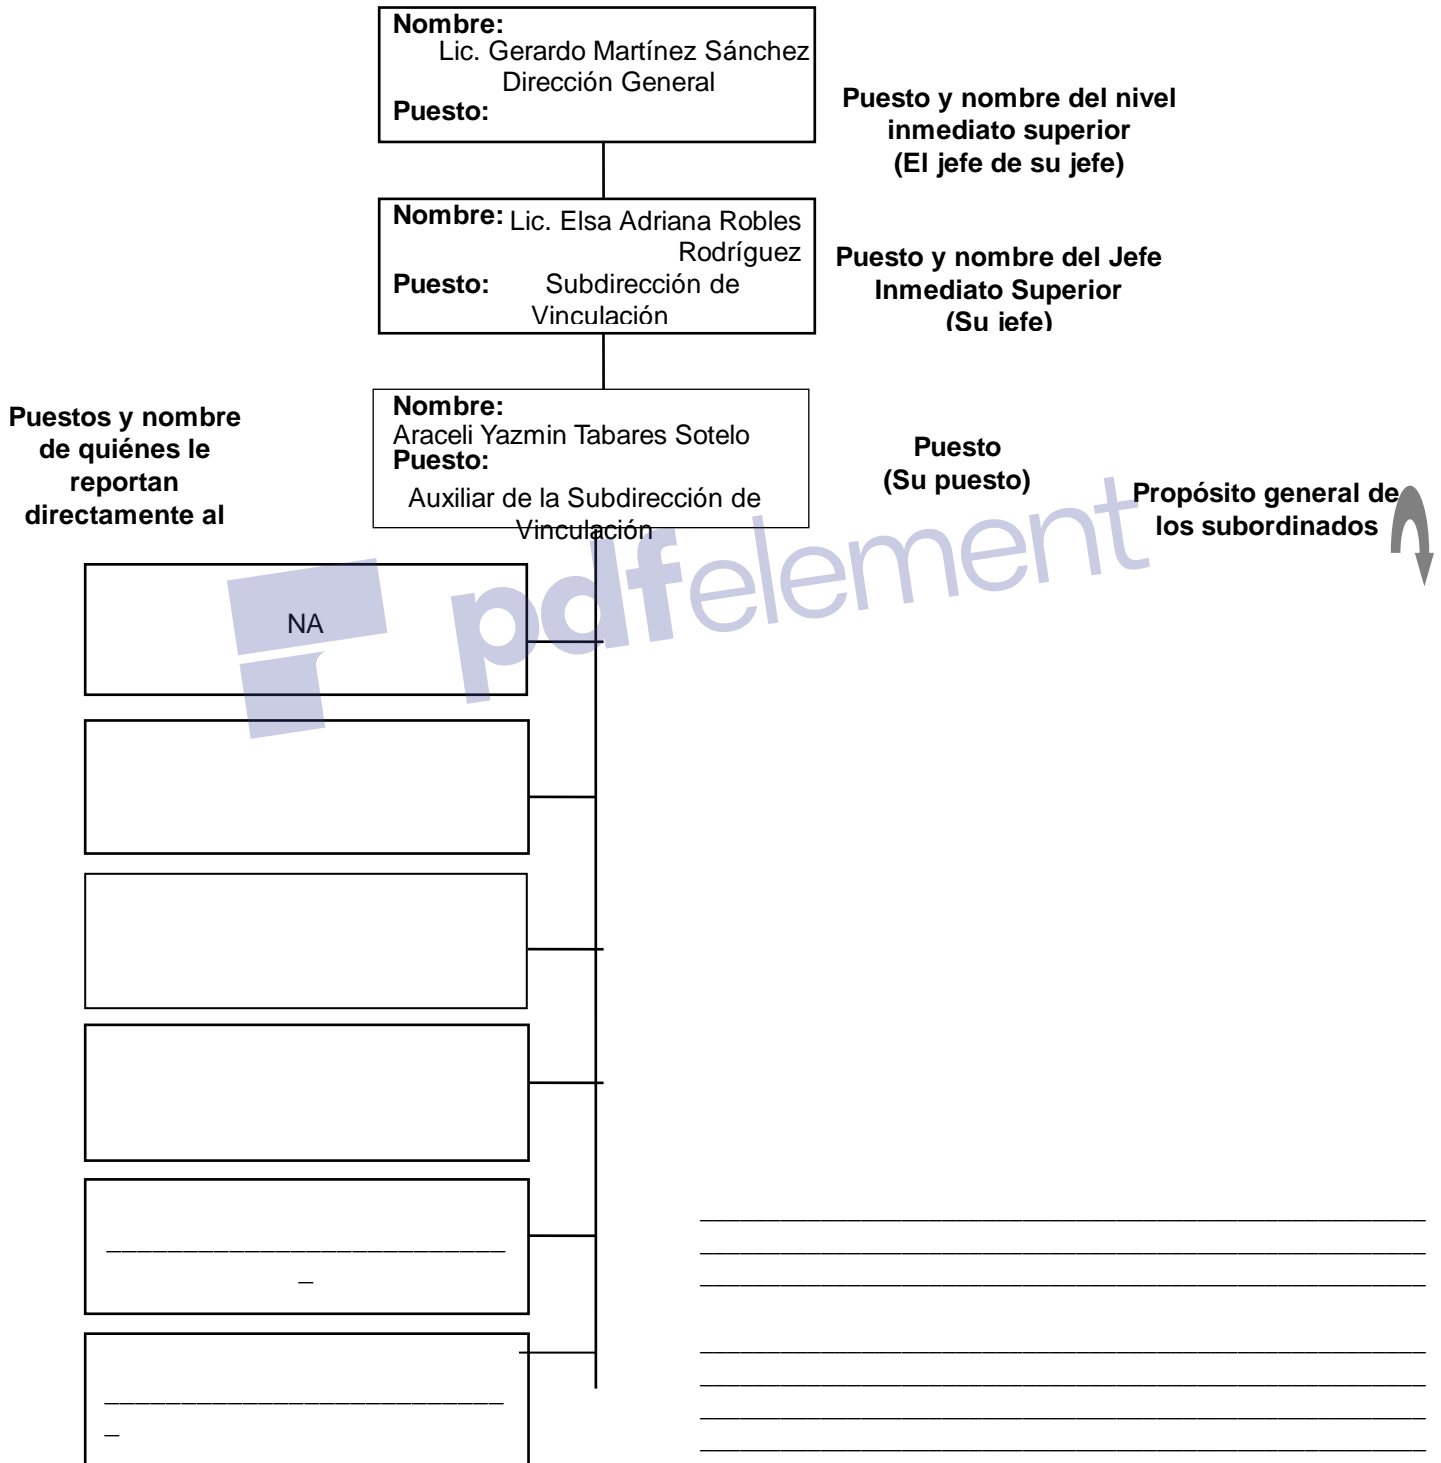 Nombre:
Lic. Gerardo Martínez Sánchez
Dirección General
Puesto:
Puesto y nombre del nivel
inmediato superior
(El jefe de su jefe)
Nombre: Lic. Elsa Adriana Robles
Rodríguez
Puesto: Subdirección de
Vinculación
Puesto y nombre del Jefe
Inmediato Superior
(Su jefe)
Puestos y nombre
de quiénes le
reportan
directamente al
Nombre:
Araceli Yazmin Tabares Sotelo
Puesto:
Auxiliar de la Subdirección de
Vinculación
Puesto
(Su puesto)
Propósito general de
los subordinados
pdfelement
NA